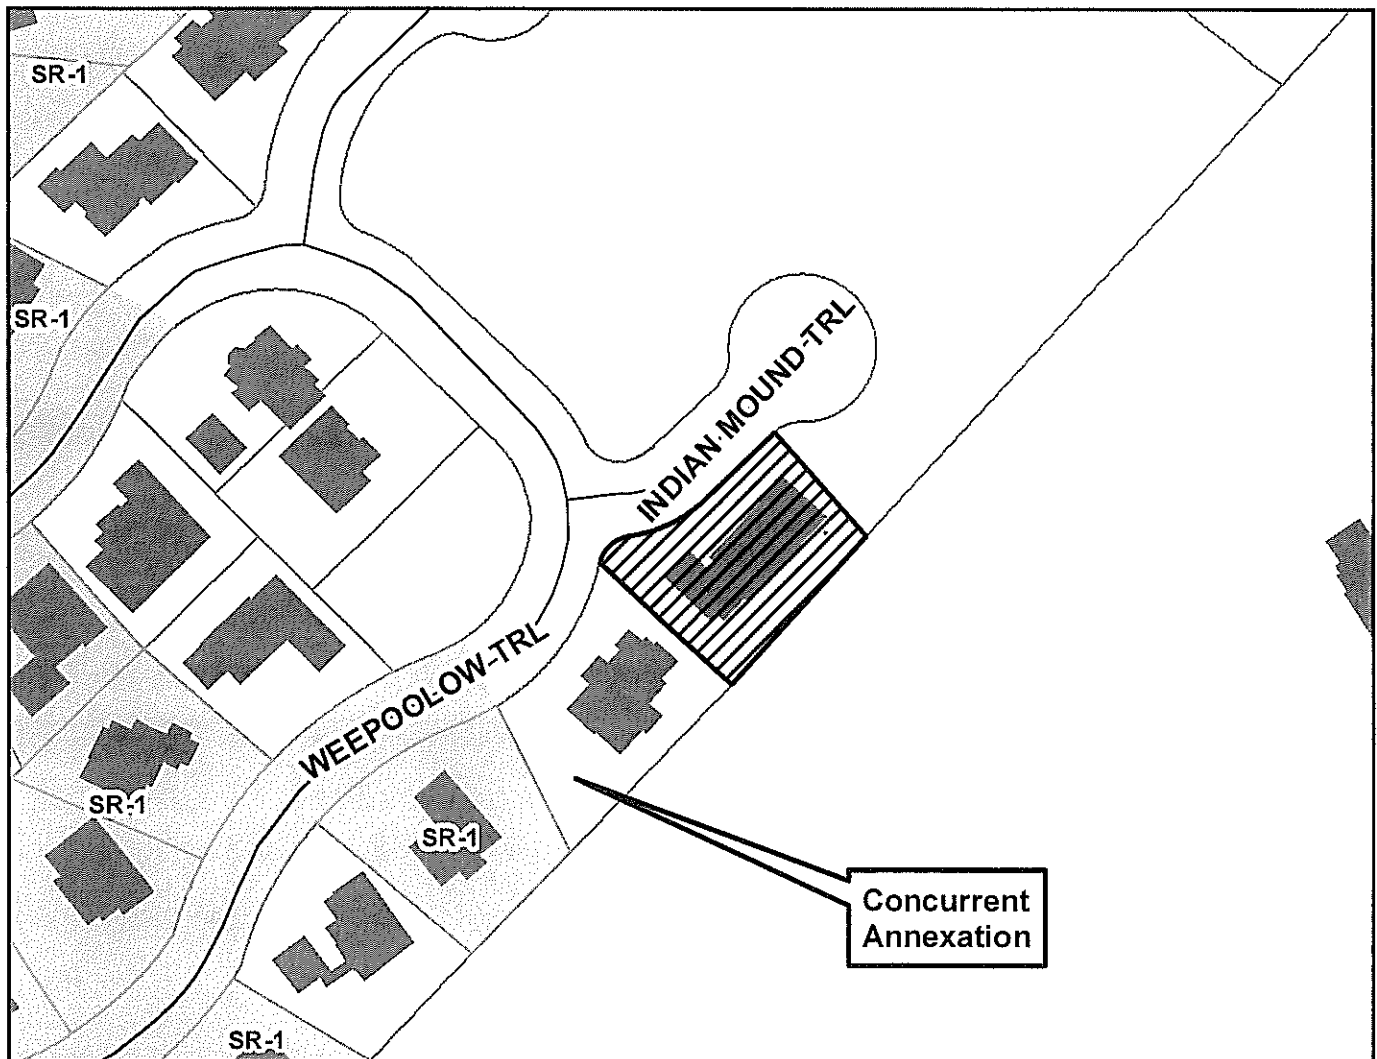 SR-1
SR-1
INDIAN MOUND-TRL
WEEPOOLOW-TRL
SR-1
SR-1
Concurrent
Annexation
SR-1